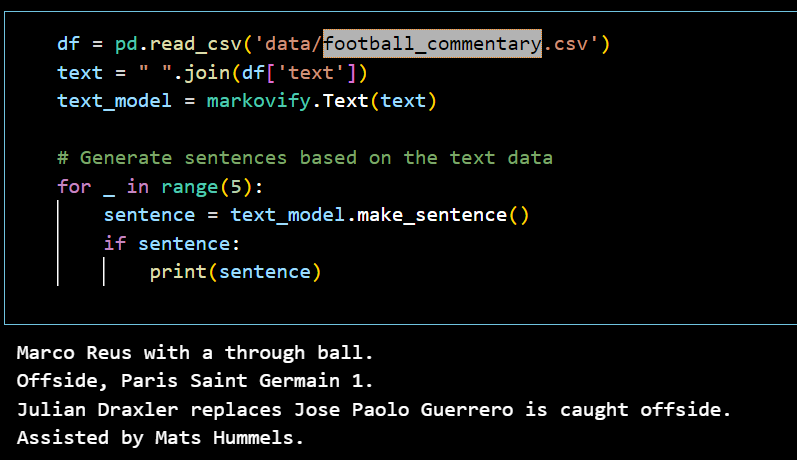 df = pd.read_csv('data/football_commentary.csv')
text = " ".join(df['text'])
text_model = markovify.Text(text)
# Generate sentences based on the text data
for _ in range(5):
sentence = text_model.make_sentence()
if sentence:
print(sentence)
Marco Reus with a through ball.
Offside, Paris Saint Germain 1.
Julian Draxler replaces Jose Paolo Guerrero is caught offside.
Assisted by Mats Hummels.